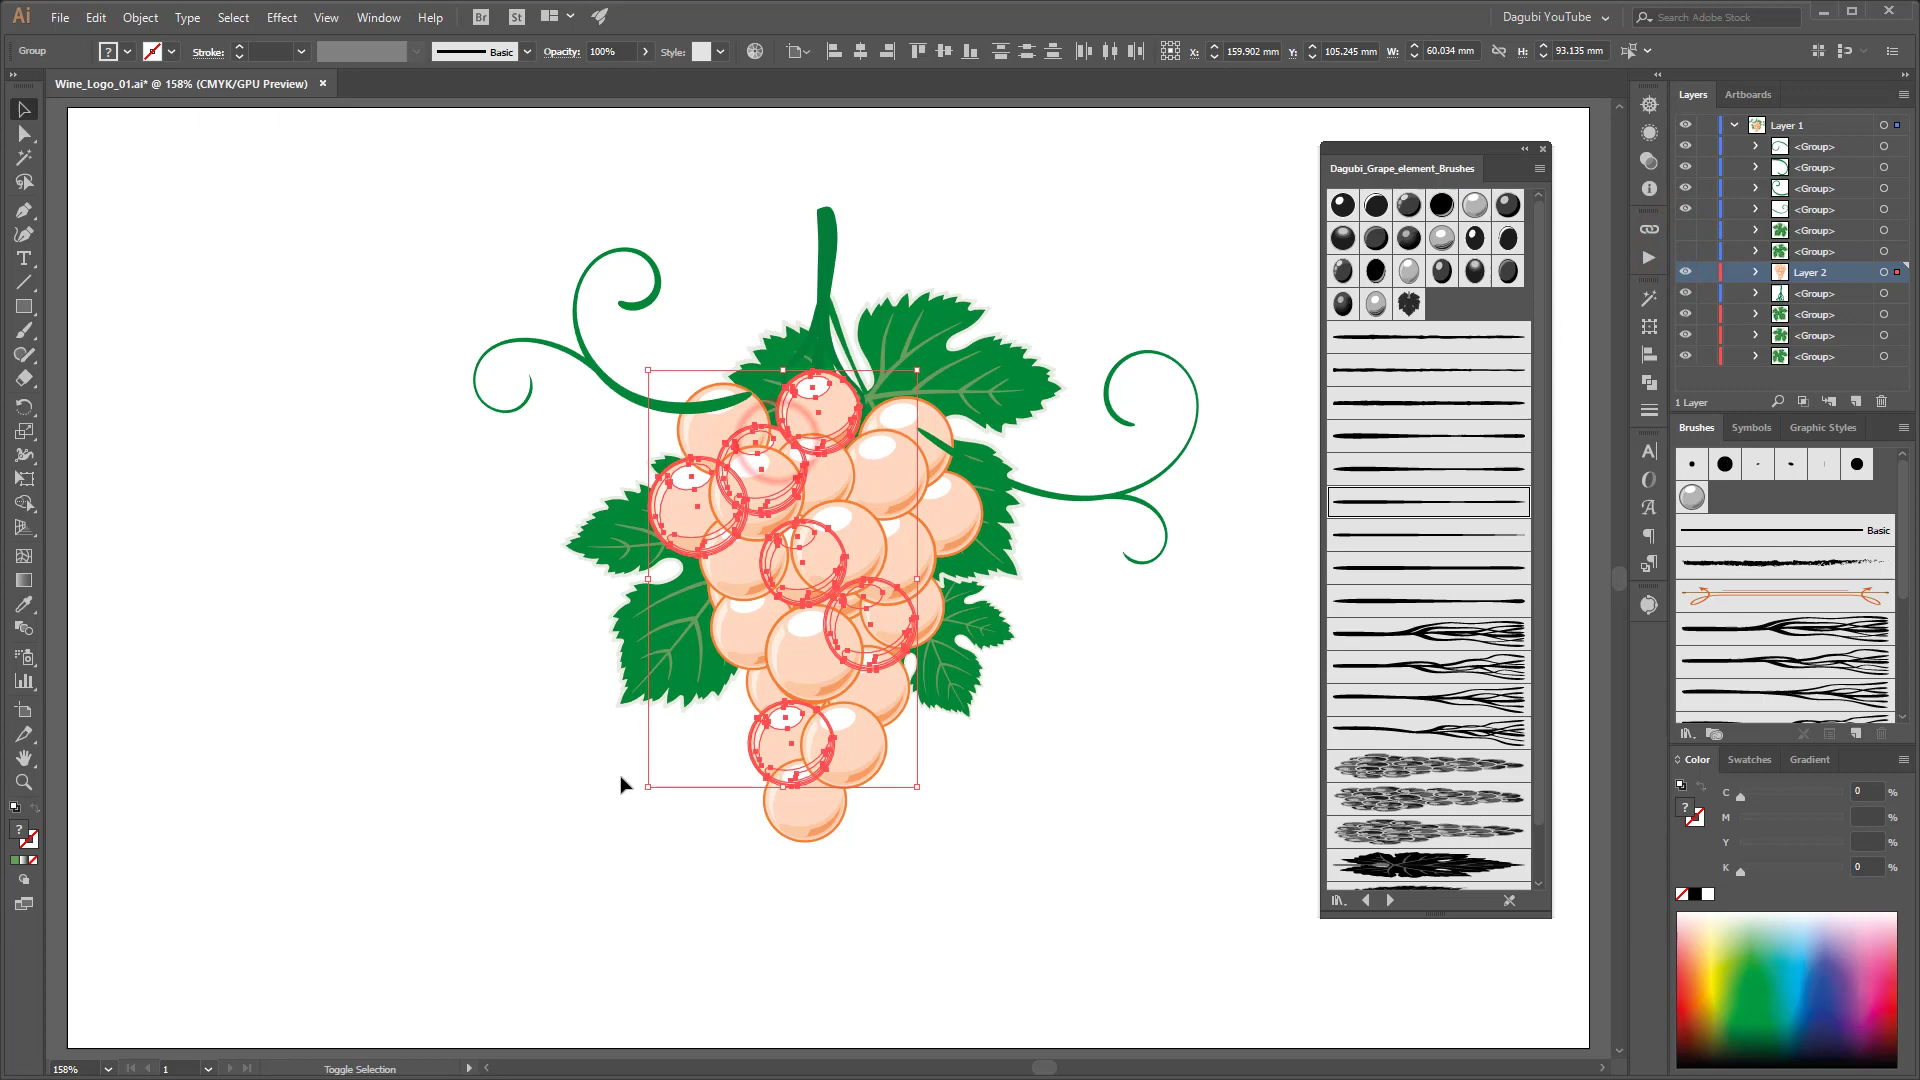 Ai File Edit Object Type Select Effect View Window Help Br St Dagubi YouTube Search Adobe Stock
Group ? Stroke: Basic Opacity: 100% Style: X: 159.902 mm Y: 105.245 mm W: 60.034 mm H: 93.135 mm
Wine_Logo_01.ai* @ 158% (CMYK/GPU Preview)
Layers Artboards
Layer 1
<Group>
<Group>
<Group>
<Group>
<Group>
<Group>
Layer 2
<Group>
<Group>
<Group>
<Group>
1 Layer
Dagubi_Grape_element_Brushes
Brushes Symbols Graphic Styles
Basic
Color Swatches Gradient
C 0 %
M %
Y %
K 0 %
158% 1 Toggle Selection